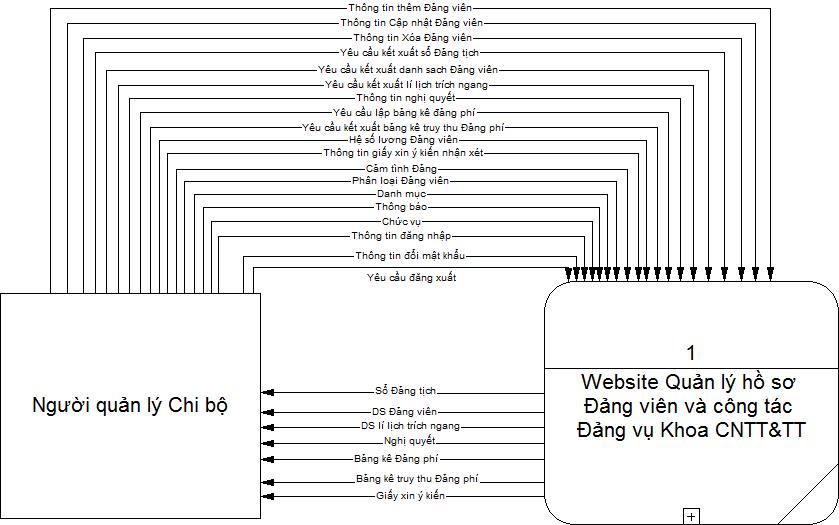 Thông tin thêm Đảng viên
Thông tin Cập nhật Đảng viên
Thông tin Xóa Đảng viên
Yêu cầu kết xuất sổ Đảng tịch
Yêu cầu kết xuất danh sach Đảng viên
Yêu cầu kết xuất lí lịch trích ngang
Thông tin nghị quyết
Yêu cầu lập bảng kê đảng phí
Yêu cầu kết xuất bảng kê truy thu Đảng phí
Hệ số lương Đảng viên
Thông tin giấy xin ý kiến nhận xét
Cảm tình Đảng
Phân loại Đảng viên
Danh mục
Thông báo
Chức vụ
Thông tin đăng nhập
Thông tin đổi mật khẩu
Yêu cầu đăng xuất
Người quản lý Chi bộ
1
Website Quản lý hồ sơ
Đảng viên và công tác
Đảng vụ Khoa CNTT&TT
Sổ Đảng tịch
DS Đảng viên
DS lí lịch trích ngang
Nghị quyết
Bảng kê Đảng phí
Bảng kê truy thu Đảng phí
Giấy xin ý kiến